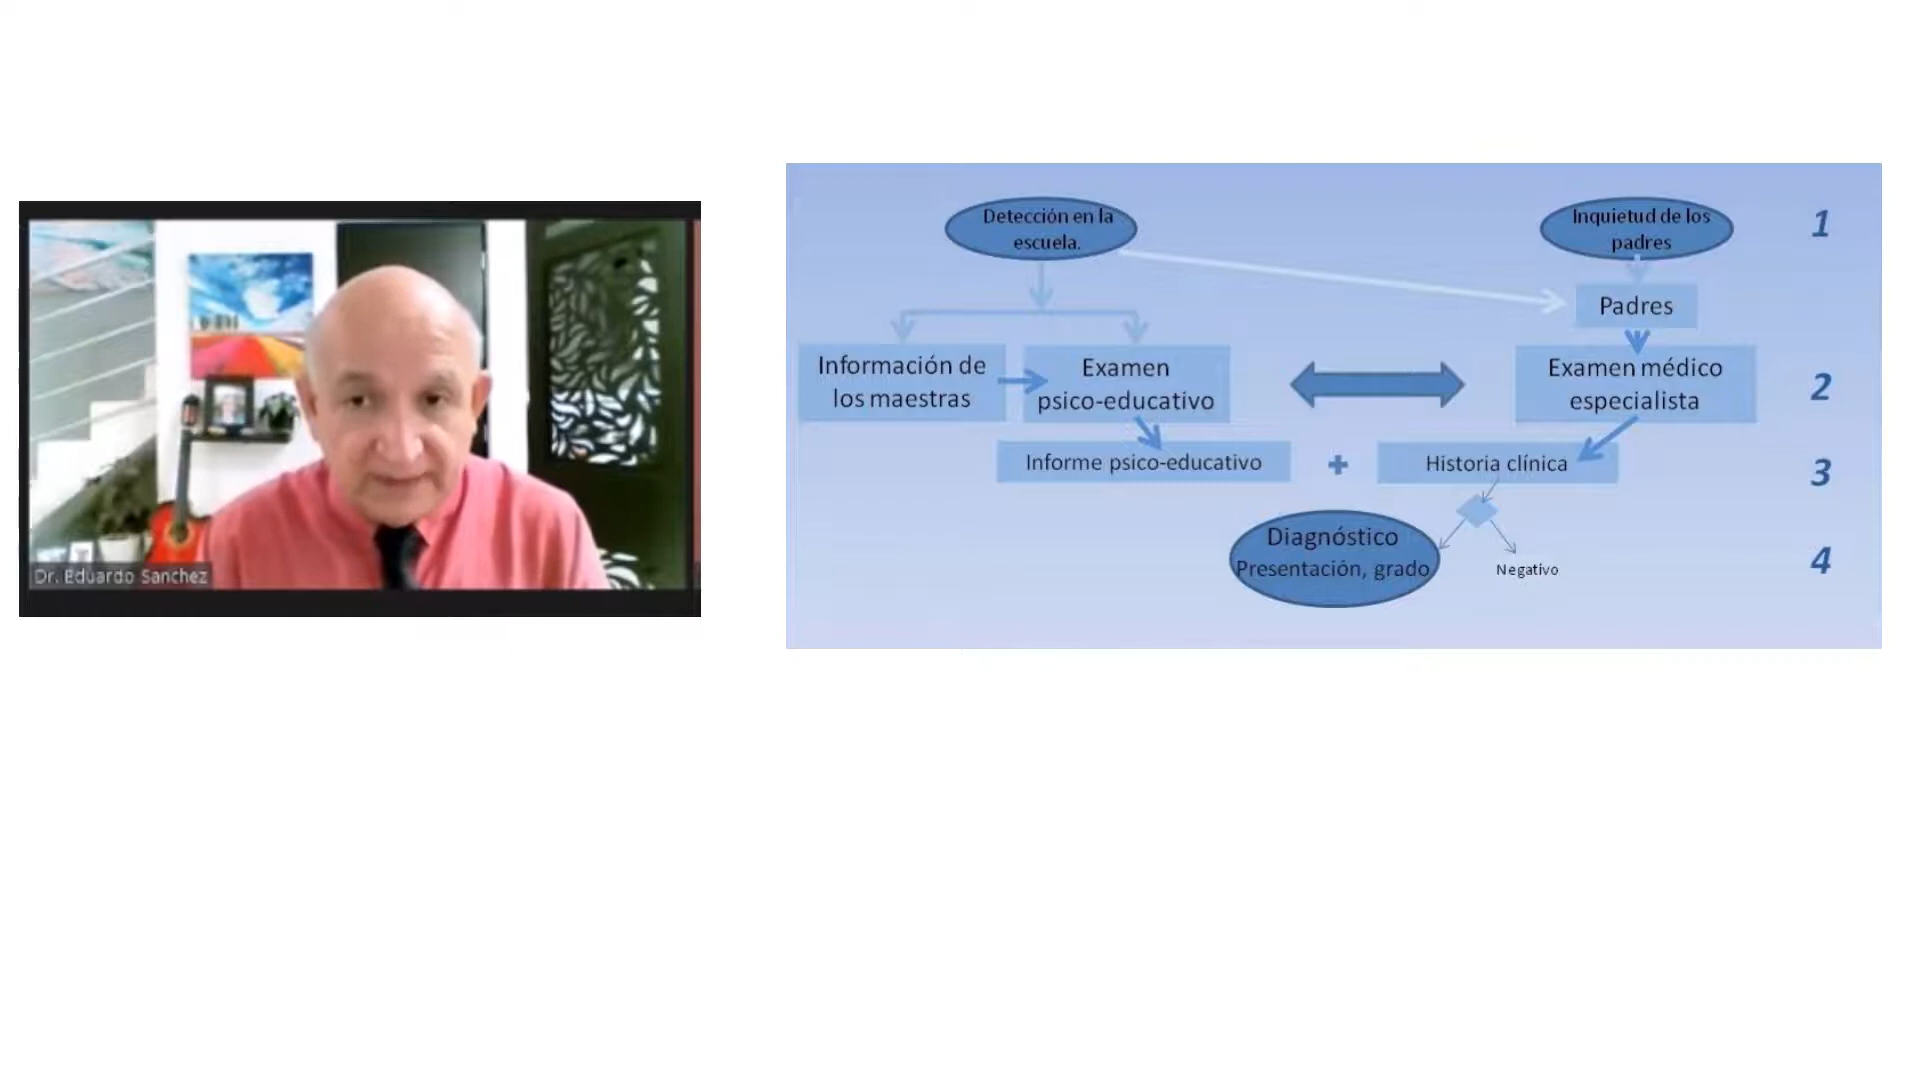 Dr. Eduardo Sanchez
Detección en la
escuela.
Inquietud de los
padres
1
Padres
Información de
los maestras
Examen
psico-educativo
Examen médico
especialista
2
Informe psico-educativo
+
Historia clínica
3
Diagnóstico
Presentación, grado
Negativo
4